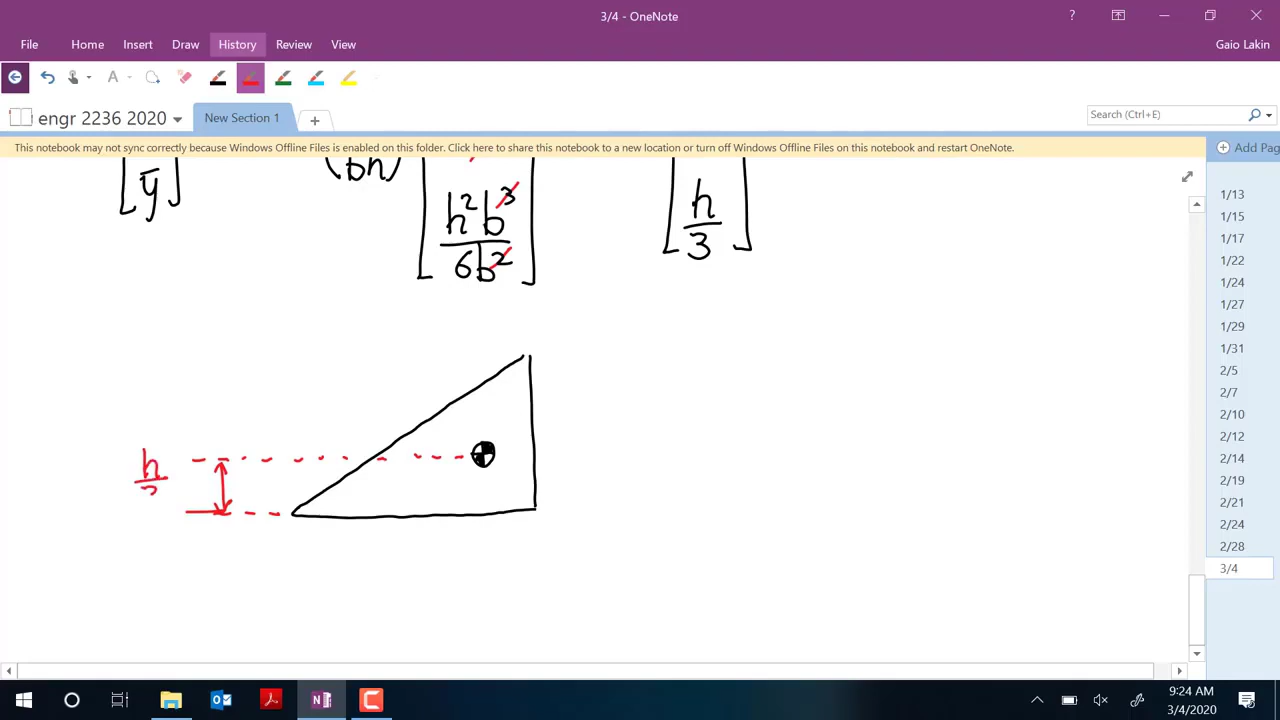 3/4 - OneNote
? 
File Home Insert Draw History Review View
Gaio Lakin
A
engr 2236 2020
New Section 1
+
Search (Ctrl+E)
This notebook may not sync correctly because Windows Offline Files is enabled on this folder. Click here to share this notebook to a new location or turn off Windows Offline Files on this notebook and restart OneNote.
Add Pag
1/13
1/15
1/17
1/22
1/24
1/27
1/29
1/31
2/5
2/7
2/10
2/12
2/14
2/19
2/21
2/24
2/28
3/4
ȳ
(bh)
h² b³
6b²
h
3
h
9:24 AM
3/4/2020